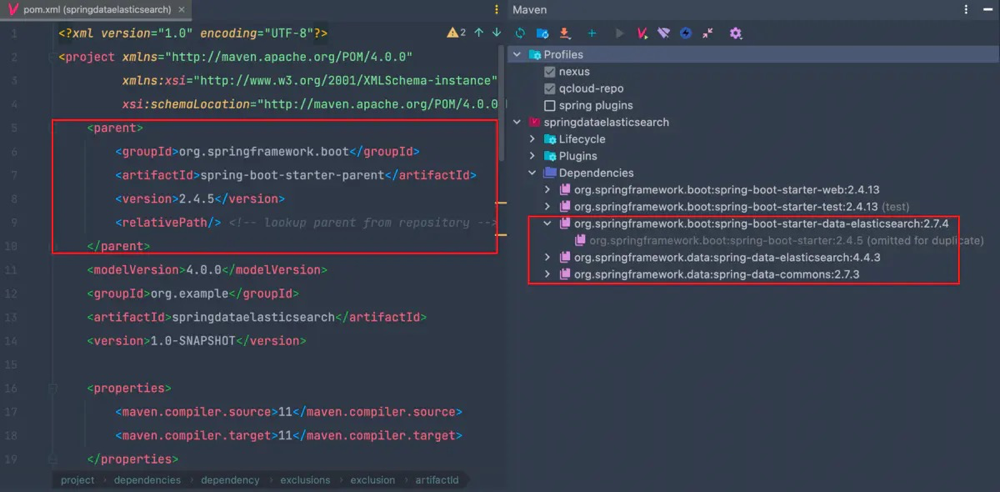 pom.xml (springdataelasticsearch)
2
1 <?xml version="1.0" encoding="UTF-8"?>
2 <project xmlns="http://maven.apache.org/POM/4.0.0"
3 xmlns:xsi="http://www.w3.org/2001/XMLSchema-instance"
4 xsi:schemaLocation="http://maven.apache.org/POM/4.0.0
5 <parent>
6 <groupId>org.springframework.boot</groupId>
7 <artifactId>spring-boot-starter-parent</artifactId>
8 <version>2.4.5</version>
9 <relativePath/> <!-- lookup parent from repository -->
10 </parent>
11 <modelVersion>4.0.0</modelVersion>
12 <groupId>org.example</groupId>
13 <artifactId>springdataelasticsearch</artifactId>
14 <version>1.0-SNAPSHOT</version>
15
16 <properties>
17 <maven.compiler.source>11</maven.compiler.source>
18 <maven.compiler.target>11</maven.compiler.target>
19 </properties>
project > dependencies > dependency > exclusions > exclusion > artifactId
Maven
Profiles
nexus
qcloud-repo
spring plugins
springdataelasticsearch
Lifecycle
Plugins
Dependencies
org.springframework.boot:spring-boot-starter-web:2.4.13
org.springframework.boot:spring-boot-starter-test:2.4.13 (test)
org.springframework.boot:spring-boot-starter-data-elasticsearch:2.7.4
org.springframework.boot:spring-boot-starter:2.4.5 (omitted for duplicate)
org.springframework.data:spring-data-elasticsearch:4.4.3
org.springframework.data:spring-data-commons:2.7.3